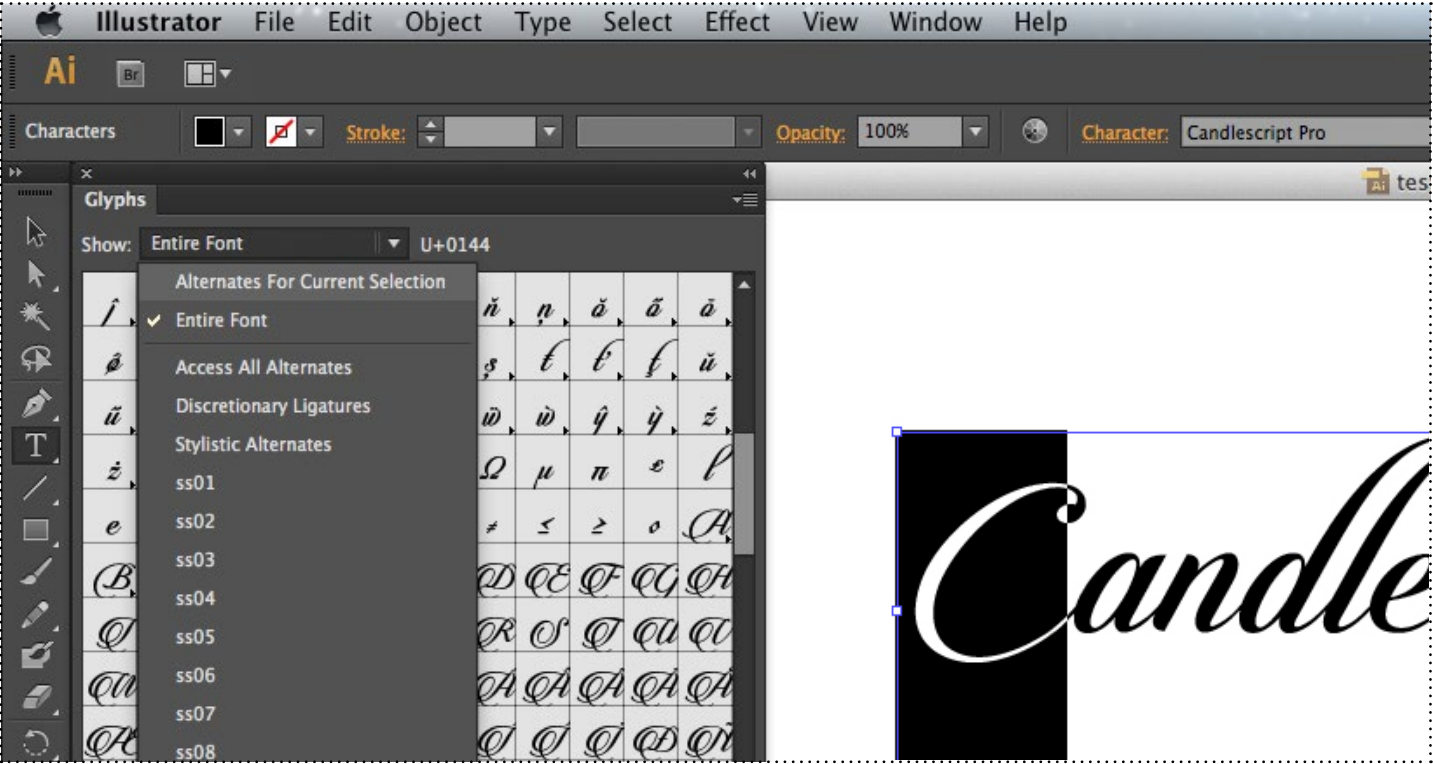 Illustrator File Edit Object Type Select Effect View Window Help
Ai Br
Characters Stroke: Opacity: 100% Character: Candlescript Pro
Glyphs
Ai tes
Show: Entire Font U+0144
Alternates For Current Selection
Entire Font
Access All Alternates
Discretionary Ligatures
Stylistic Alternates
ss01
ss02
ss03
ss04
ss05
ss06
ss07
ss08
T
Candle